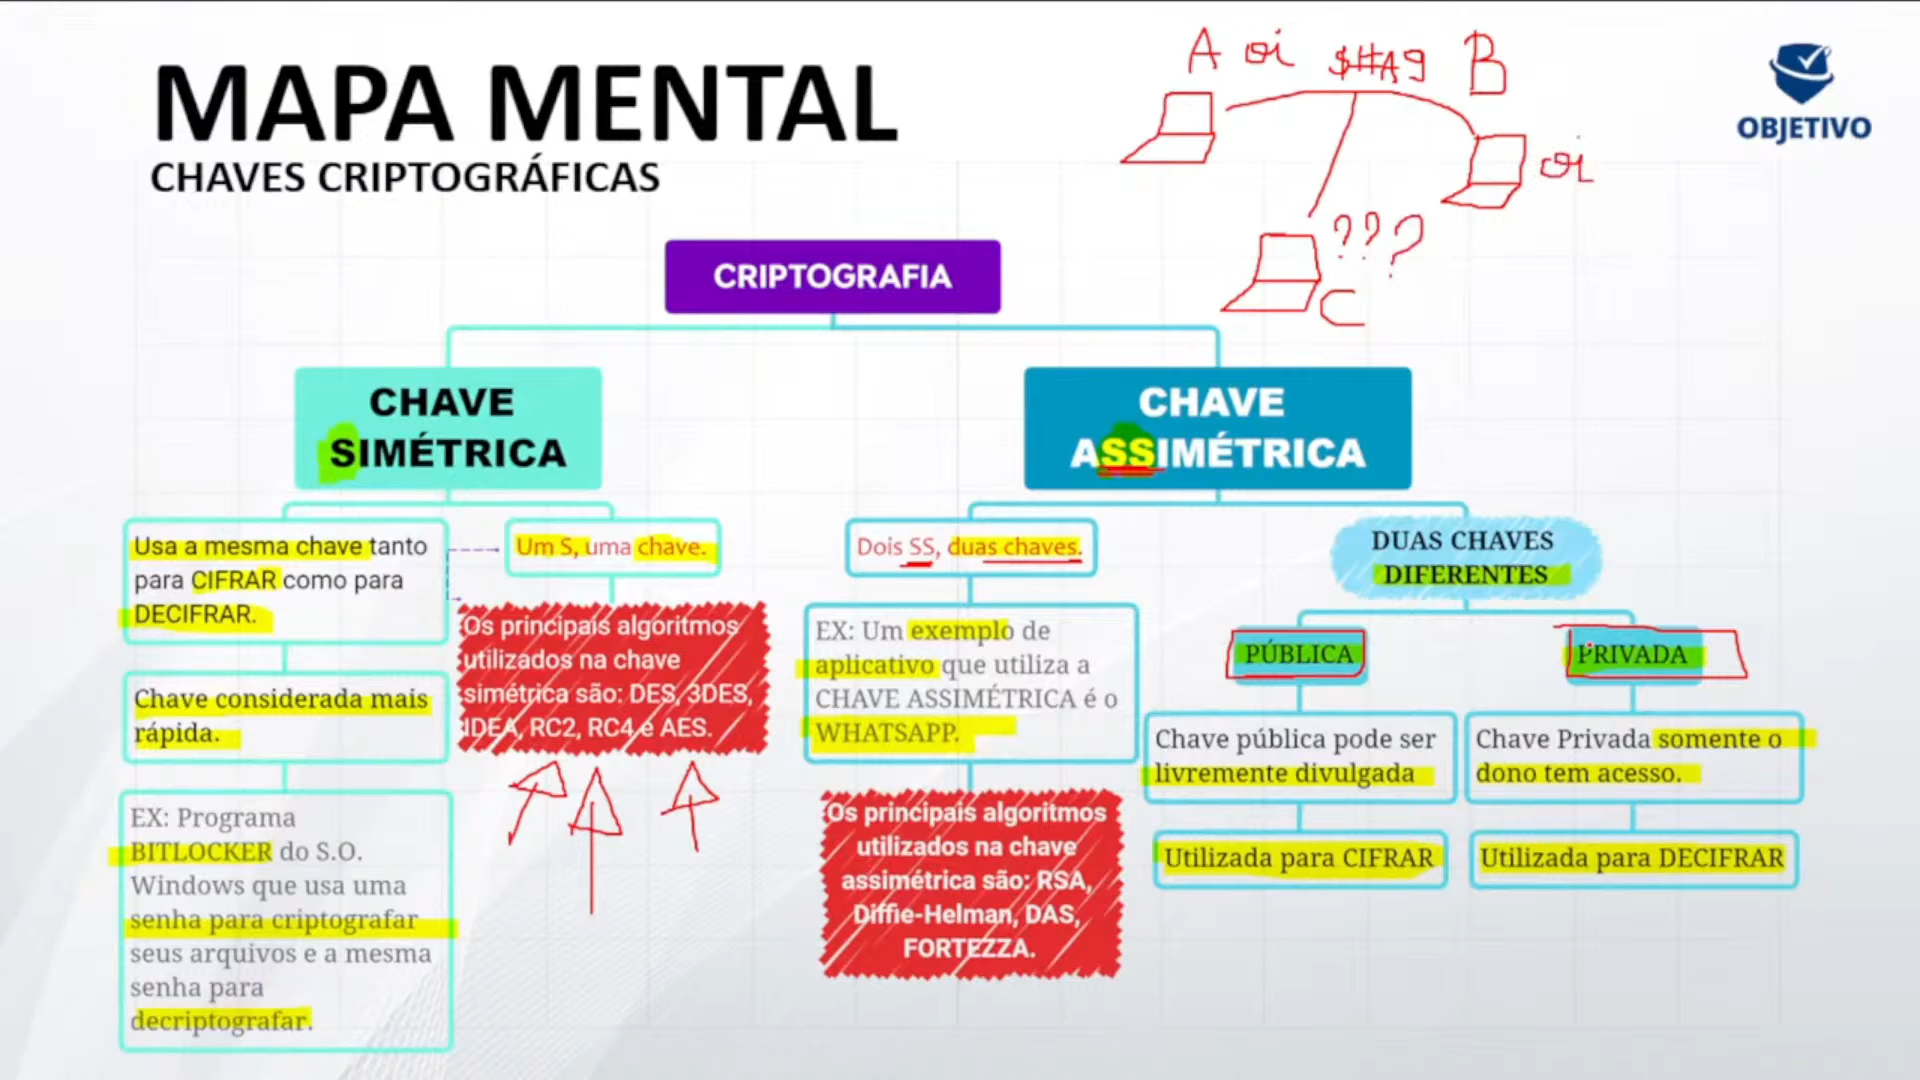 MAPA MENTAL
CHAVES CRIPTOGRÁFICAS
A oi $#A9 B
oi
???
C
OBJETIVO
CRIPTOGRAFIA
CHAVE
SIMÉTRICA
Usa a mesma chave tanto
para CIFRAR como para
DECIFRAR.
Um S, uma chave.
Chave considerada mais
rápida.
Os principais algoritmos
utilizados na chave
simétrica são: DES, 3DES,
IDEA, RC2, RC4 e AES.
EX: Programa
BITLOCKER do S.O.
Windows que usa uma
senha para criptografar
seus arquivos e a mesma
senha para
decriptografar.
CHAVE
ASSIMÉTRICA
Dois SS, duas chaves.
EX: Um exemplo de
aplicativo que utiliza a
CHAVE ASSIMÉTRICA é o
WHATSAPP.
Os principais algoritmos
utilizados na chave
assimétrica são: RSA,
Diffie-Helman, DAS,
FORTEZZA.
DUAS CHAVES
DIFERENTES
PÚBLICA
Chave pública pode ser
livremente divulgada
Utilizada para CIFRAR
PRIVADA
Chave Privada somente o
dono tem acesso.
Utilizada para DECIFRAR